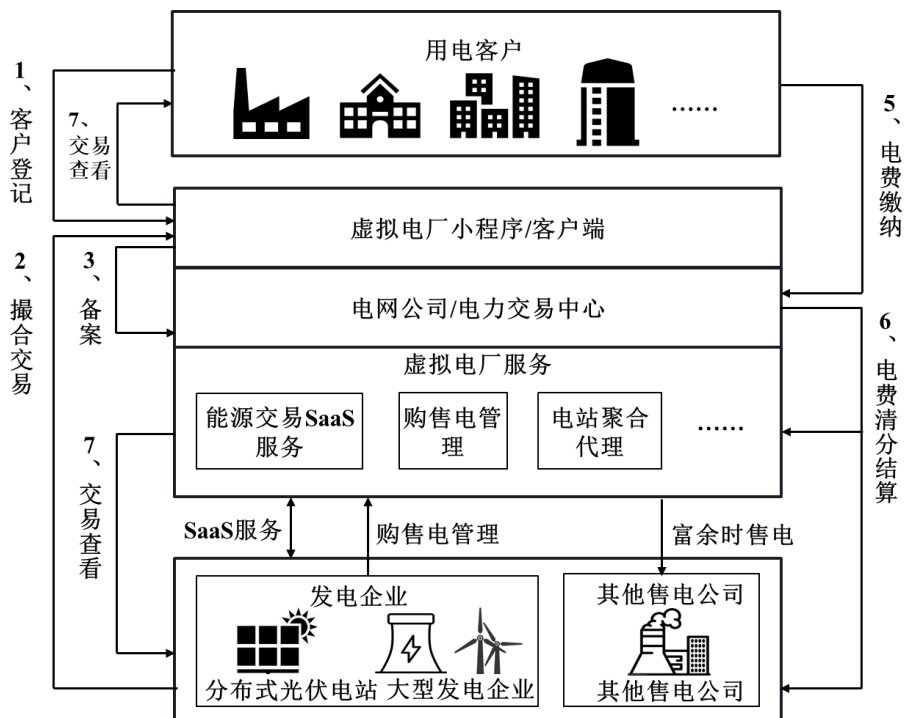 用电客户
……
1、客户登记
7、
交易
查看
5、电费缴纳
虚拟电厂小程序/客户端
2、撮合交易
3、备案
电网公司/电力交易中心
6、电费清分结算
虚拟电厂服务
能源交易SaaS
服务
购售电管
理
电站聚合
代理
……
7、交易查看
SaaS服务
购售电管理
富余时售电
发电企业
其他售电公司
分布式光伏电站
大型发电企业
其他售电公司